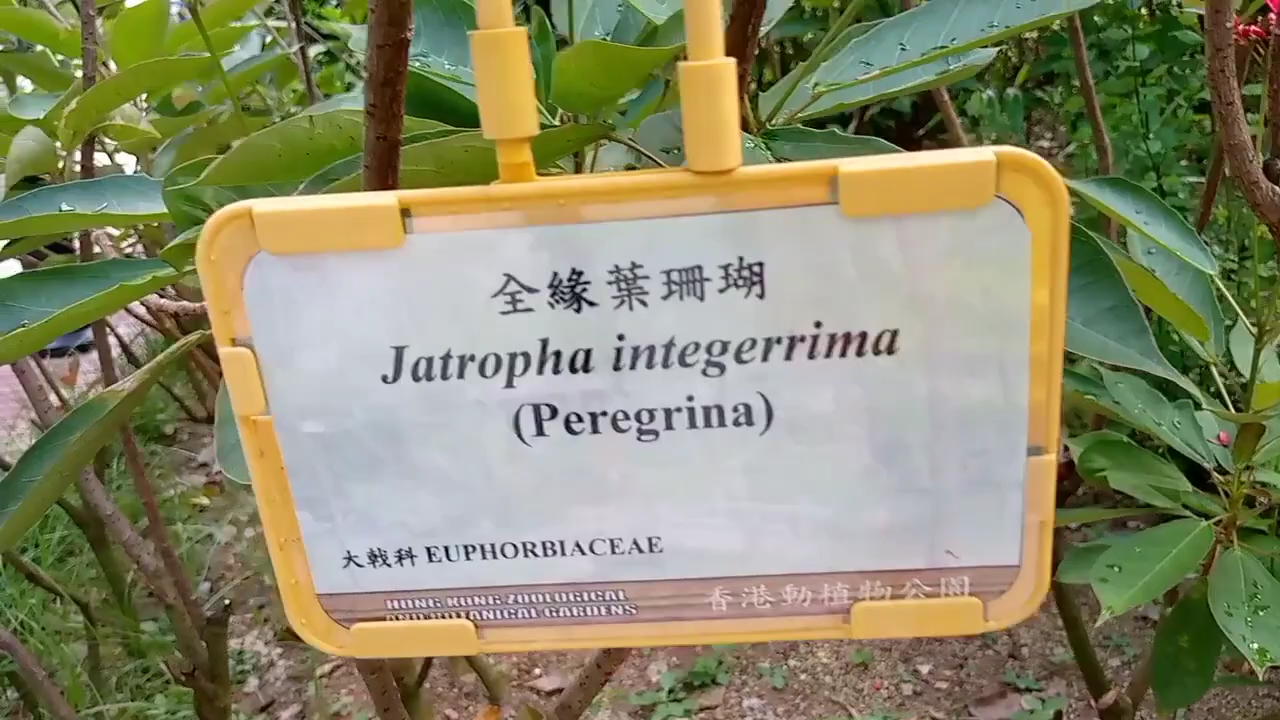 全緣葉珊瑚
Jatropha integerrima
(Peregrina)
大戟科 EUPHORBIACEAE
HONG KONG ZOOLOGICAL
AND BOTANICAL GARDENS
香港動植物公園